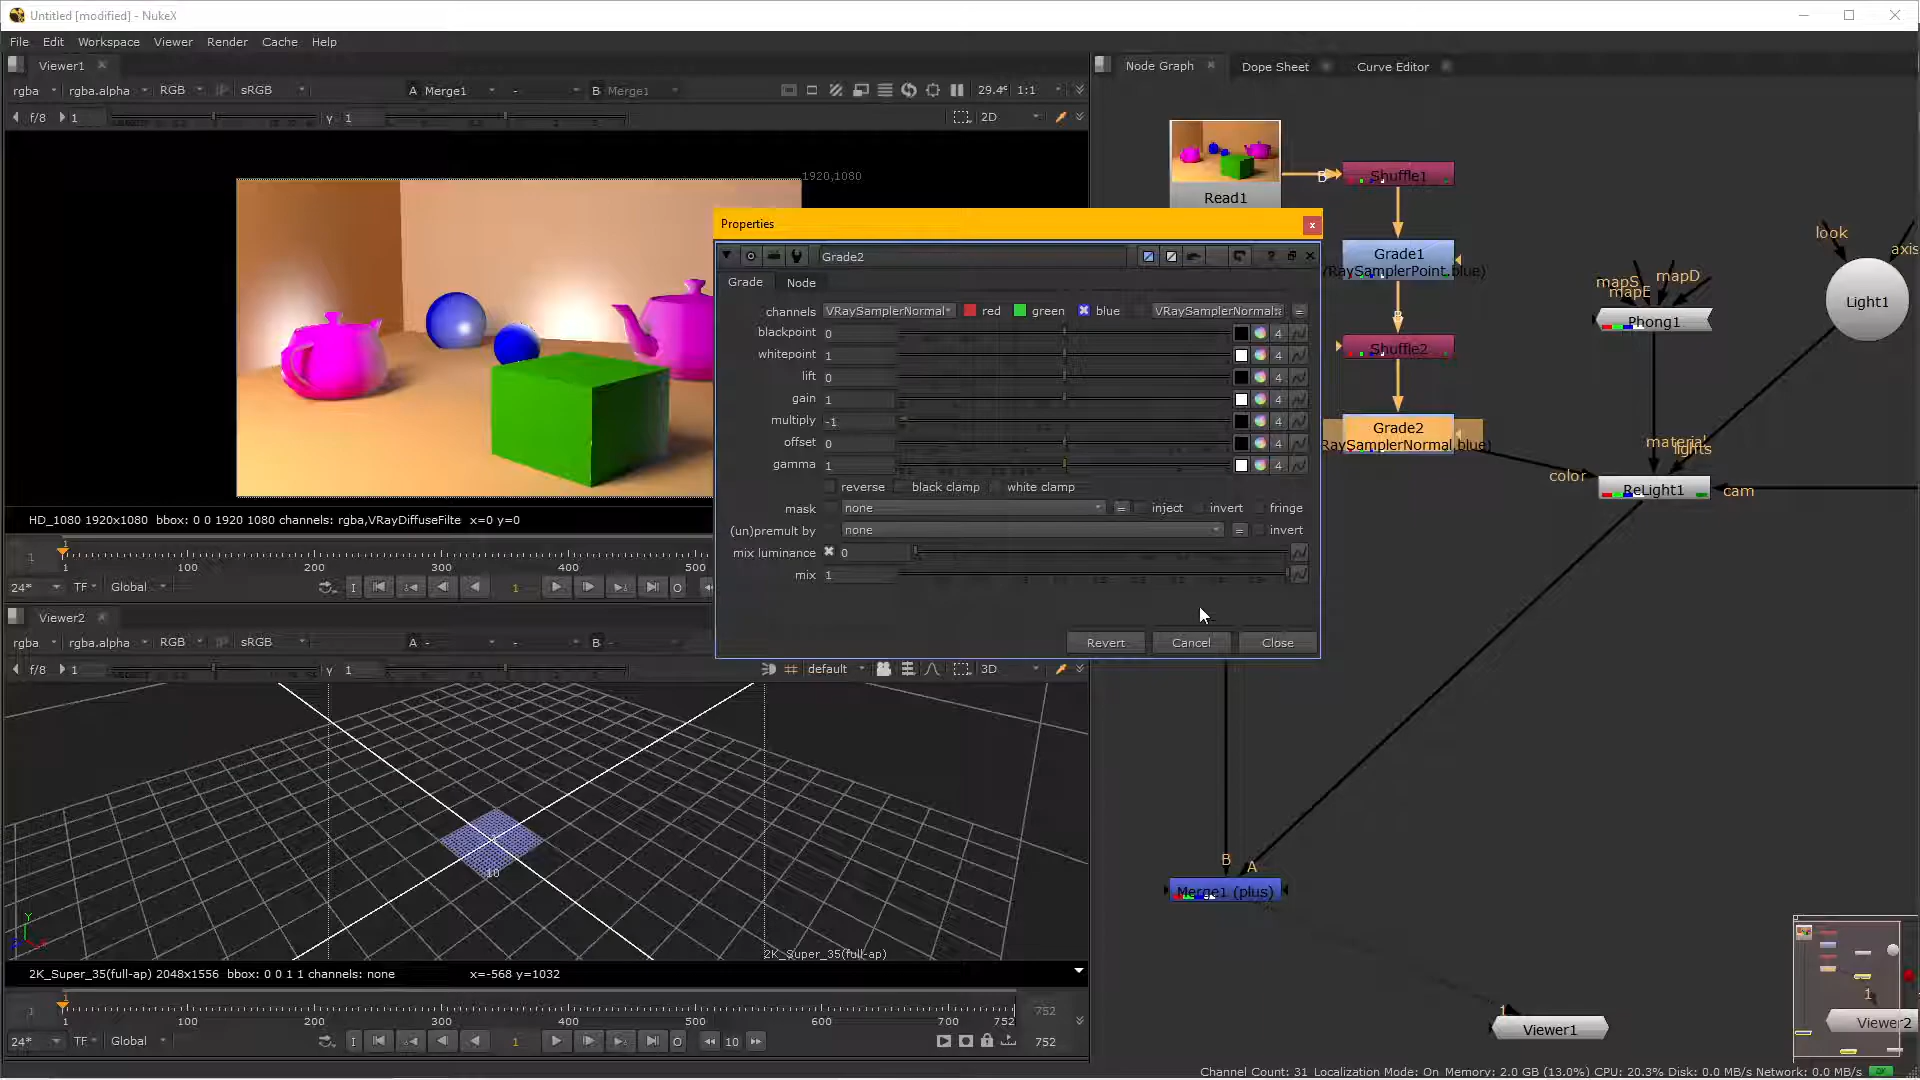 Untitled [modified] - NukeX
File Edit Workspace Viewer Render Cache Help
Viewer1
rgba rgba.alpha RGB sRGB A Merge1 - B Merge1 29.4* 1:1
f/8 1 y 1 2D
1920,1080
HD_1080 1920x1080 bbox: 0 0 1920 1080 channels: rgba,VRayDiffuseFilte x=0 y=0
1
1
1 100 200 300 400 500
24* TF Global I 1 O
Viewer2
rgba rgba.alpha RGB sRGB A - - B -
f/8 1 y 1 default 3D
10
Y
2K_Super_35(full-ap)
2K_Super_35(full-ap) 2048x1556 bbox: 0 0 1 1 channels: none x=-568 y=1032
1
1
752
1 100 200 300 400 500 600 700 752
24* TF Global I 1 O 10 752
Properties
Grade2
Grade Node
channels VRaySamplerNormal red green blue VRaySamplerNormal:
blackpoint 0 4
whitepoint 1 4
lift 0 4
gain 1 4
multiply -1 4
offset 0 4
gamma 1 4
reverse black clamp white clamp
mask none = inject invert fringe
(un)premult by none = invert
mix luminance 0
mix 1
Revert Cancel Close
Node Graph Dope Sheet Curve Editor
Read1
B
Shuffle1
Grade1
VRaySamplerPoint.blue)
B
Shuffle2
Grade2
RaySamplerNormal.blue)
look
axis
Light1
mapS
mapD
mapE
Phong1
material
lights
color
ReLight1
cam
B
A
Merge1 (plus)
1
Viewer1
1
Viewer2
Channel Count: 31 Localization Mode: On Memory: 2.0 GB (13.0%) CPU: 20.3% Disk: 0.0 MB/s Network: 0.0 MB/s